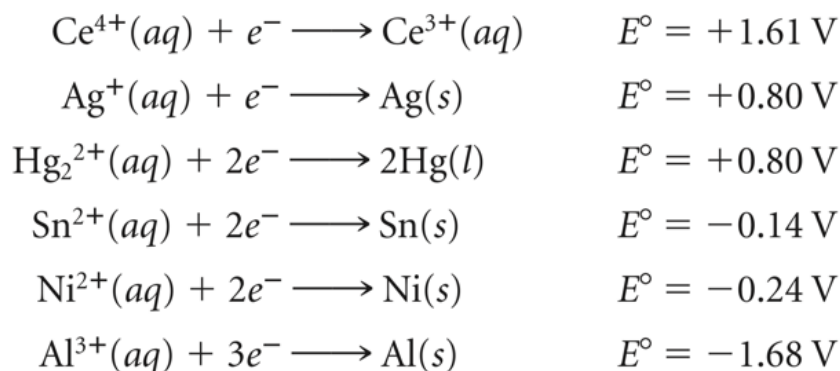 Ce⁴⁺(aq) + e⁻ ⟶ Ce³⁺(aq) E° = +1.61 V
Ag⁺(aq) + e⁻ ⟶ Ag(s) E° = +0.80 V
Hg₂²⁺(aq) + 2e⁻ ⟶ 2Hg(l) E° = +0.80 V
Sn²⁺(aq) + 2e⁻ ⟶ Sn(s) E° = −0.14 V
Ni²⁺(aq) + 2e⁻ ⟶ Ni(s) E° = −0.24 V
Al³⁺(aq) + 3e⁻ ⟶ Al(s) E° = −1.68 V